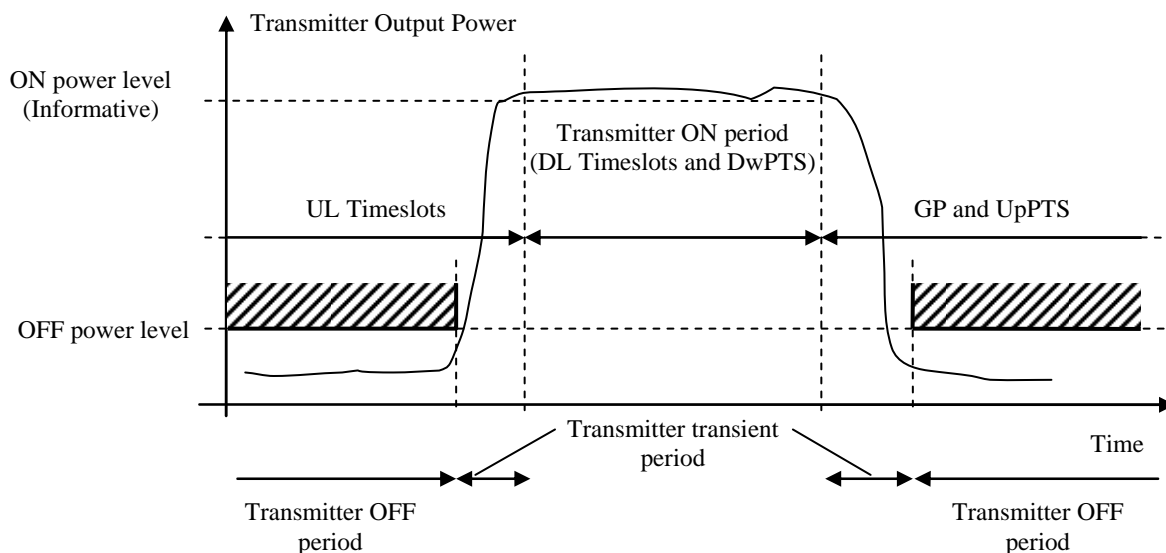 Transmitter Output Power
ON power level
(Informative)
Transmitter ON period
(DL Timeslots and DwPTS)
UL Timeslots
GP and UpPTS
OFF power level
Transmitter transient
period
Time
Transmitter OFF
period
Transmitter OFF
period